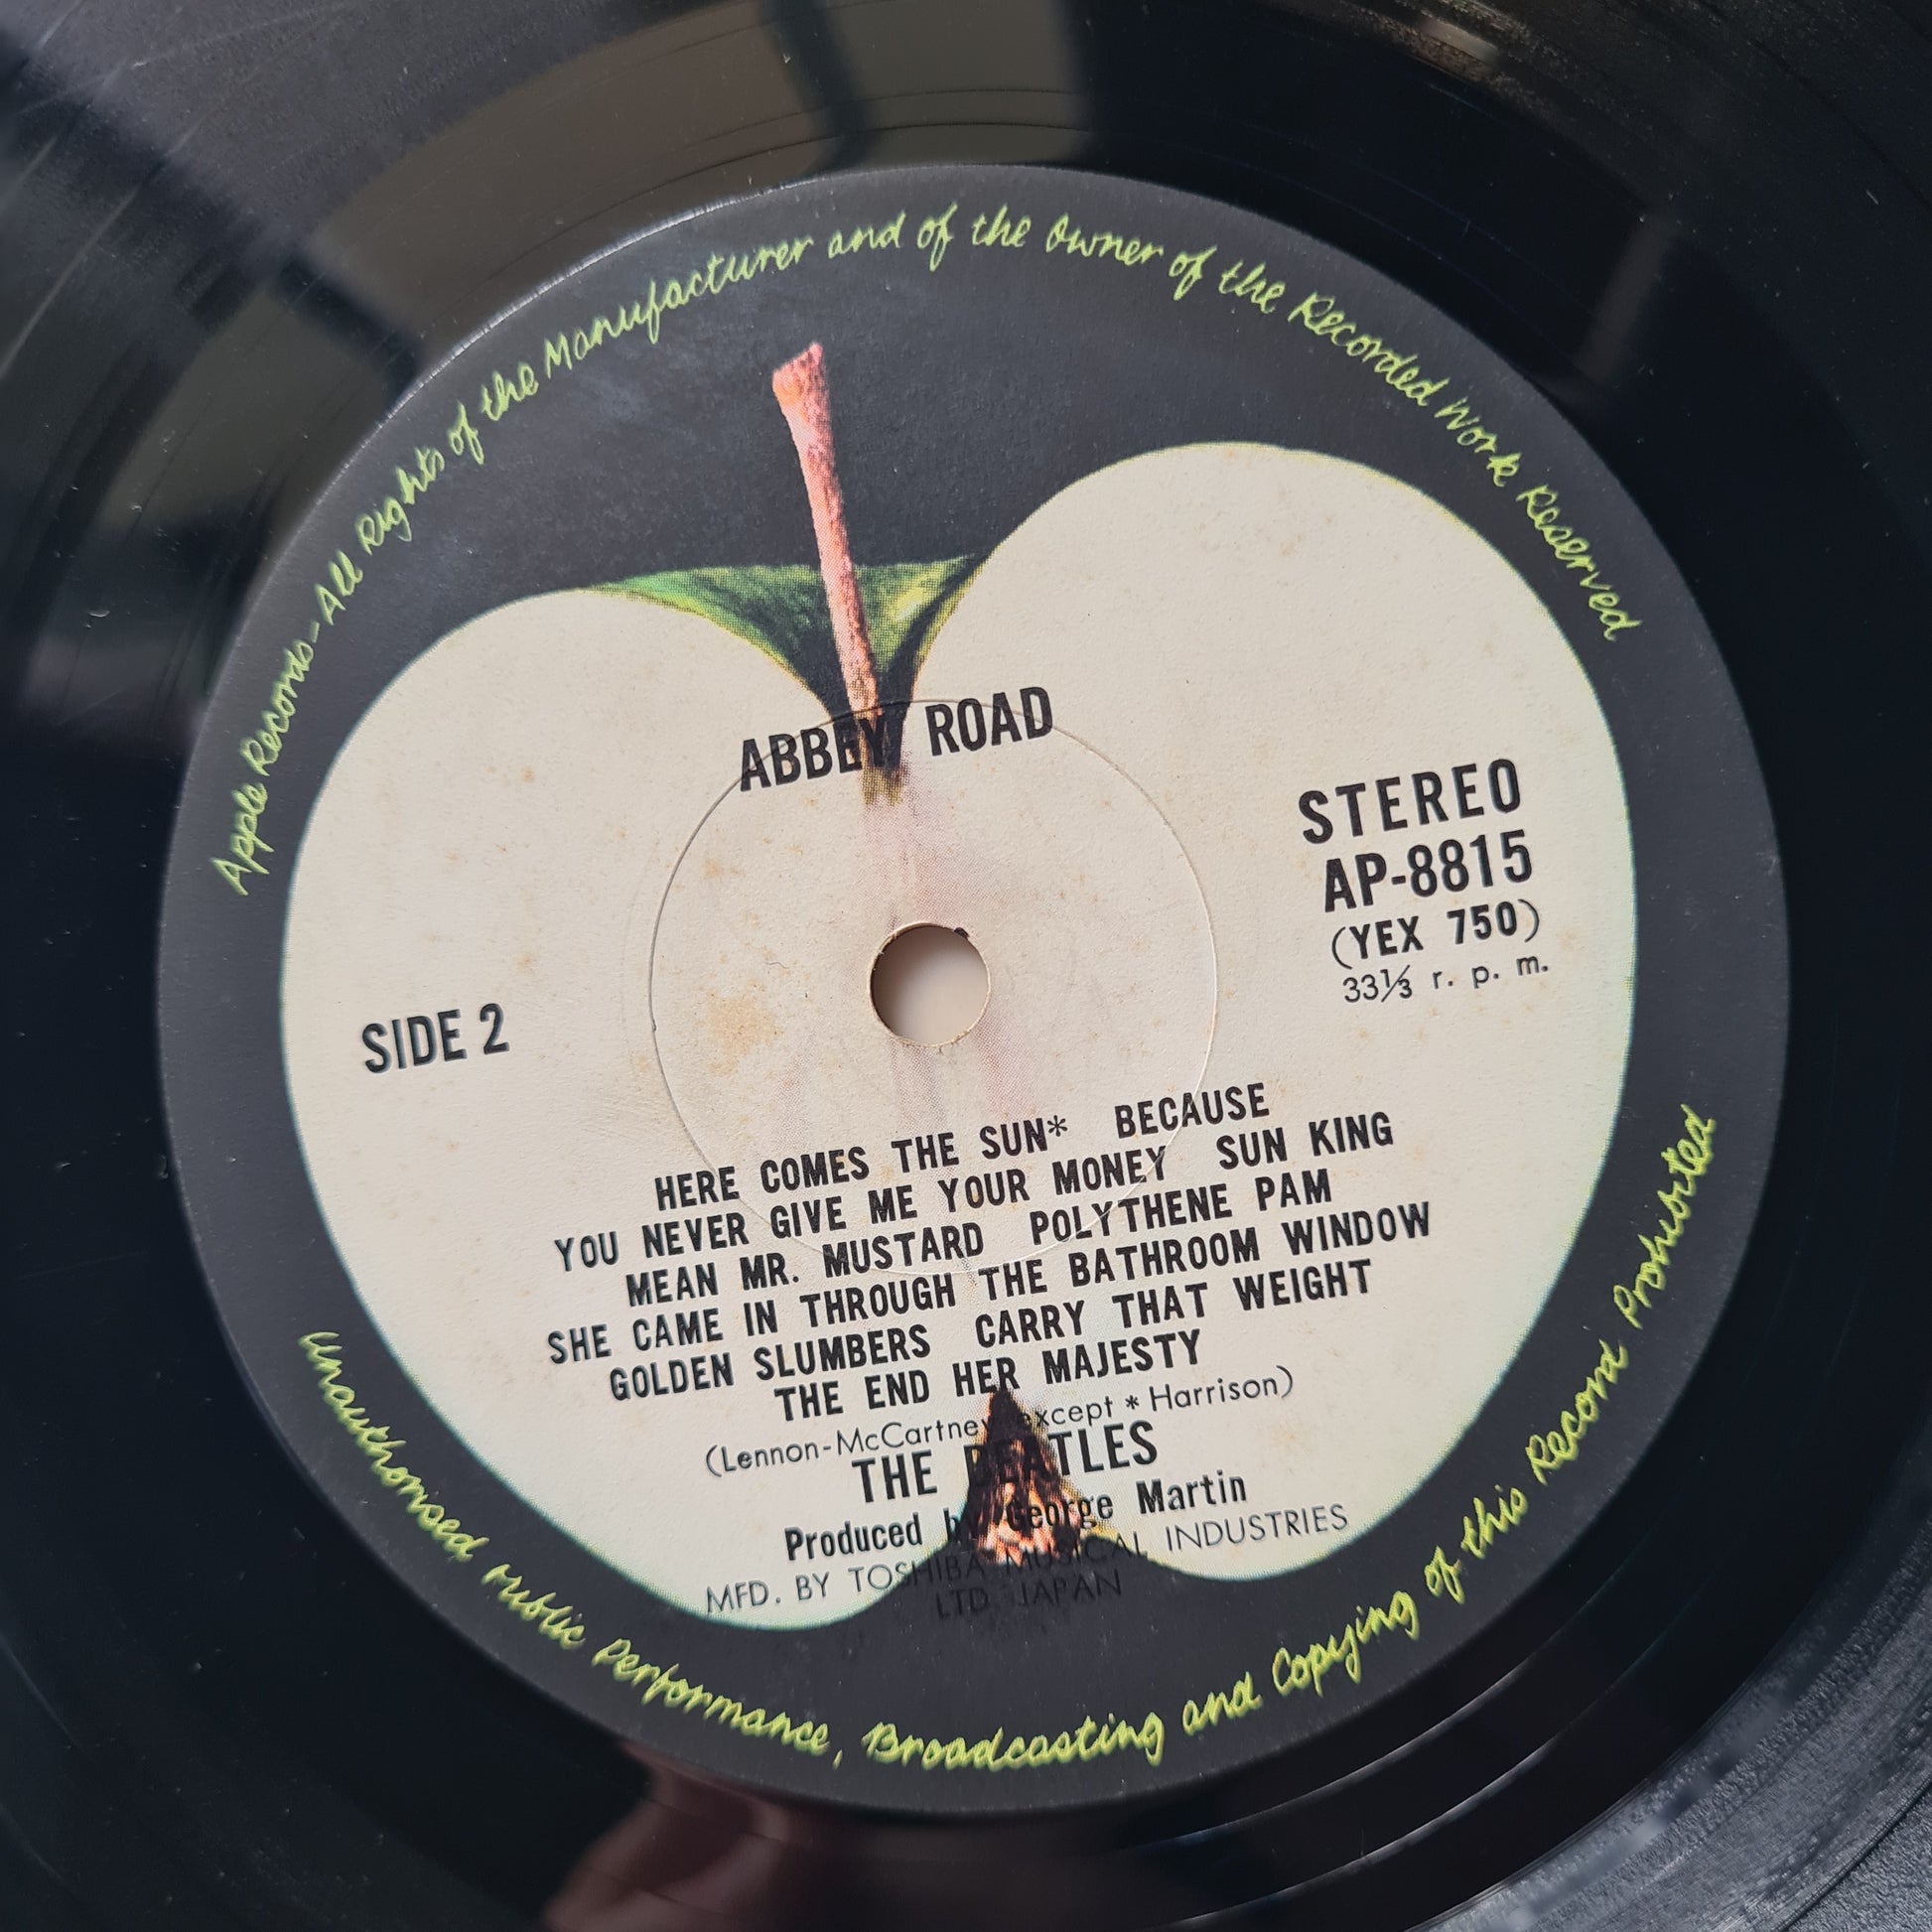 Apple Records-All Rights of the Manufacturer and of the Owner of the Recorded Work Reserved
ABBEY ROAD
STEREO
AP-8815
(YEX 750)
33⅓ r. p. m.
SIDE 2
HERE COMES THE SUN* BECAUSE
YOU NEVER GIVE ME YOUR MONEY SUN KING
MEAN MR. MUSTARD POLYTHENE PAM
SHE CAME IN THROUGH THE BATHROOM WINDOW
GOLDEN SLUMBERS CARRY THAT WEIGHT
THE END HER MAJESTY
(Lennon-McCartney except * Harrison)
THE BEATLES
Produced by George Martin
MFD. BY TOSHIBA MUSICAL INDUSTRIES
LTD. JAPAN
Unauthorised Public Performance, Broadcasting and Copying of this Record Prohibited